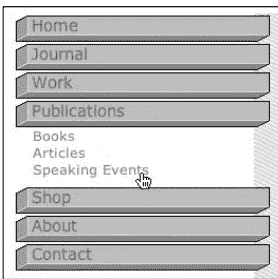 Home
Journal
Work
Publications
Books
Articles
Speaking Events
Shop
About
Contact